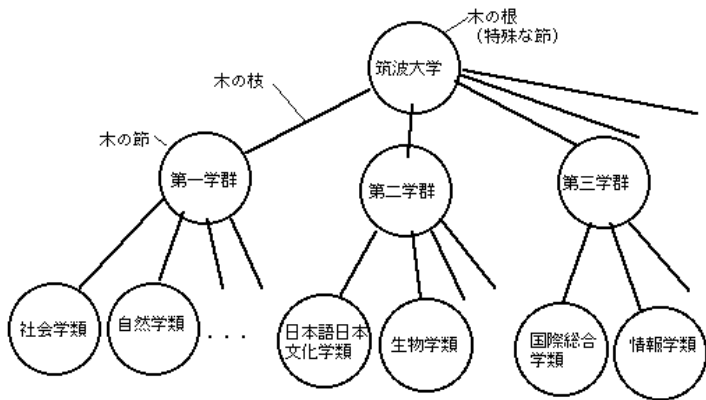 木の根
(特殊な節)
筑波大学
木の枝
木の節
第一学群
第二学群
第三学群
社会学類
自然学類
...
日本語日本
文化学類
生物学類
国際総合
学類
情報学類